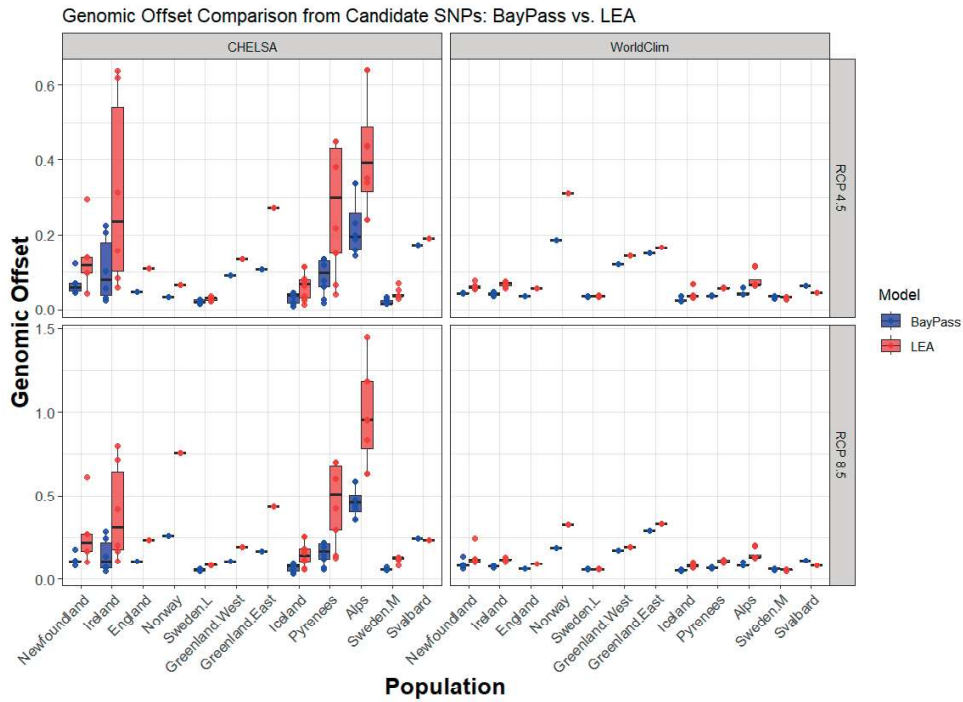 Genomic Offset Comparison from Candidate SNPs: BayPass vs. LEA
CHELSA
WorldClim
0.6
0.4
0.2
0.0
RCP 4.5
1.5
1.0
0.5
0.0
RCP 8.5
Genomic Offset
Model
BayPass
LEA
Newfoundland
Ireland
England
Norway
Sweden.L
Greenland.West
Greenland.East
Iceland
Pyrenees
Alps
Sweden.M
Svalbard
Newfoundland
Ireland
England
Norway
Sweden.L
Greenland.West
Greenland.East
Iceland
Pyrenees
Alps
Sweden.M
Svalbard
Population